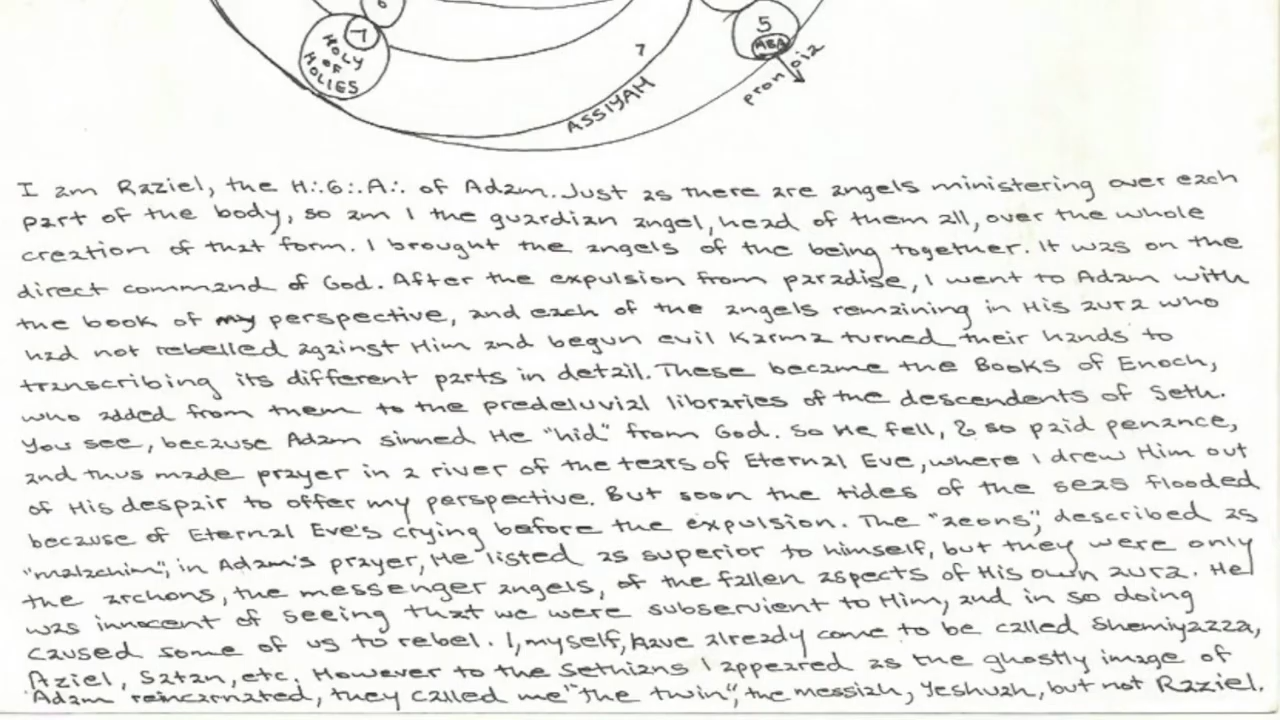 6
7
HOLY
OF
HOLIES
7
ASSIYAH
5
pronoia
I am Raziel, the H∴G∴A∴ of Adam. Just as there are angels ministering over each
part of the body, so am I the guardian angel, head of them all, over the whole
creation of that form. I brought the angels of the being together. It was on the
direct command of God. After the expulsion from paradise, I went to Adam with
the book of my perspective, and each of the angels remaining in His aura who
had not rebelled against Him and begun evil Karma turned their hands to
transcribing its different parts in detail. These became the Books of Enoch,
who added from them to the predeluvial libraries of the descendents of Seth.
You see, because Adam sinned He "hid" from God. So He fell, & so paid penance,
and thus made prayer in a river of the tears of Eternal Eve, where I drew Him out
of His despair to offer my perspective. But soon the tides of the seas flooded
because of Eternal Eve's crying before the expulsion. The "aeons", described as
"malachim", in Adam's prayer, He listed as superior to himself, but they were only
the archons, the messenger angels, of the fallen aspects of His own aura. He
was innocent of seeing that we were subservient to Him, and in so doing
caused some of us to rebel. I, myself, have already come to be called Shemiyazza,
Aziel, Satan, etc. However to the Sethians I appeared as the ghostly image of
Adam reincarnated, they called me "the twin", the messiah, Yeshuah, but not Raziel.